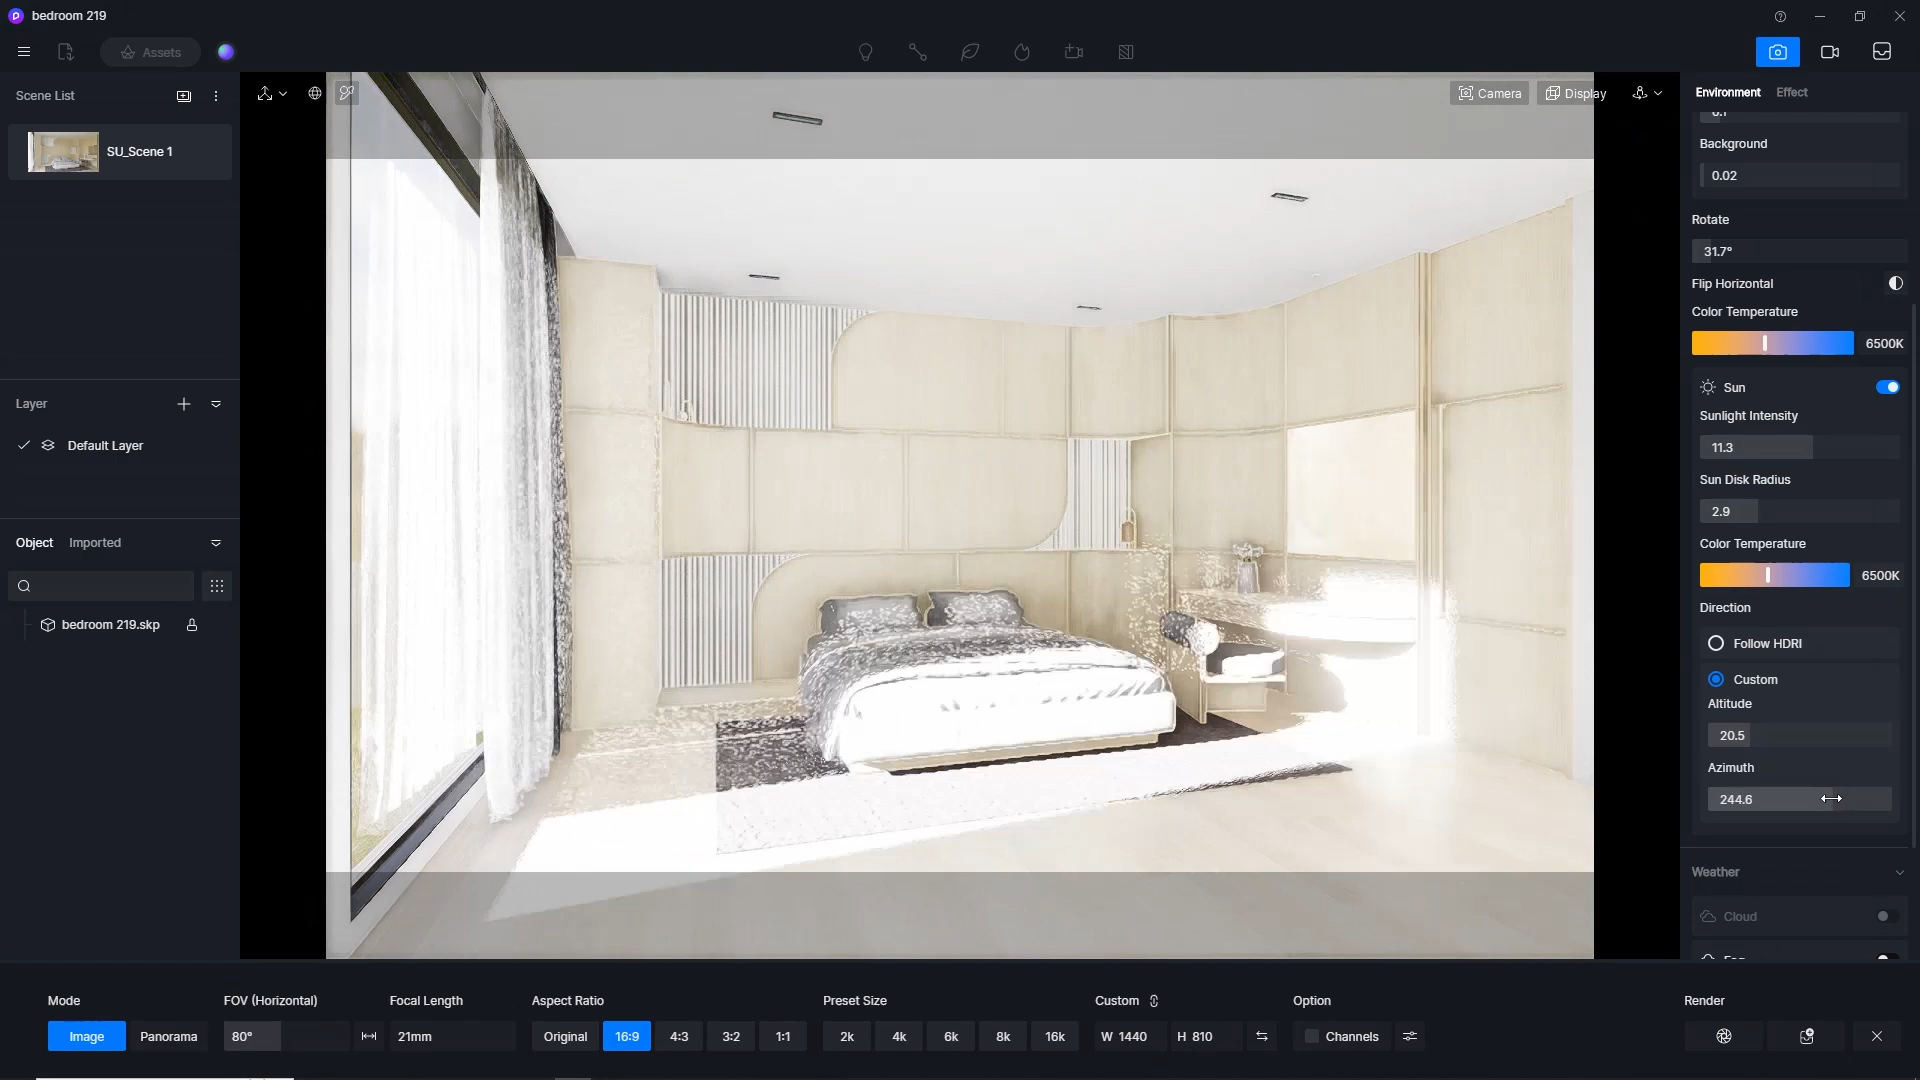 bedroom 219
Assets
Scene List
SU_Scene 1
Layer
Default Layer
Object
Imported
bedroom 219.skp
Camera
Display
Environment
Effect
0.1
Background
0.02
Rotate
31.7°
Flip Horizontal
Color Temperature
6500K
Sun
Sunlight Intensity
11.3
Sun Disk Radius
2.9
Color Temperature
6500K
Direction
Follow HDRI
Custom
Altitude
20.5
Azimuth
244.6
Weather
Cloud
Fog
Mode
Image
Panorama
FOV (Horizontal)
80°
Focal Length
21mm
Aspect Ratio
Original
16:9
4:3
3:2
1:1
Preset Size
2k
4k
6k
8k
16k
Custom
W 1440
H 810
Option
Channels
Render